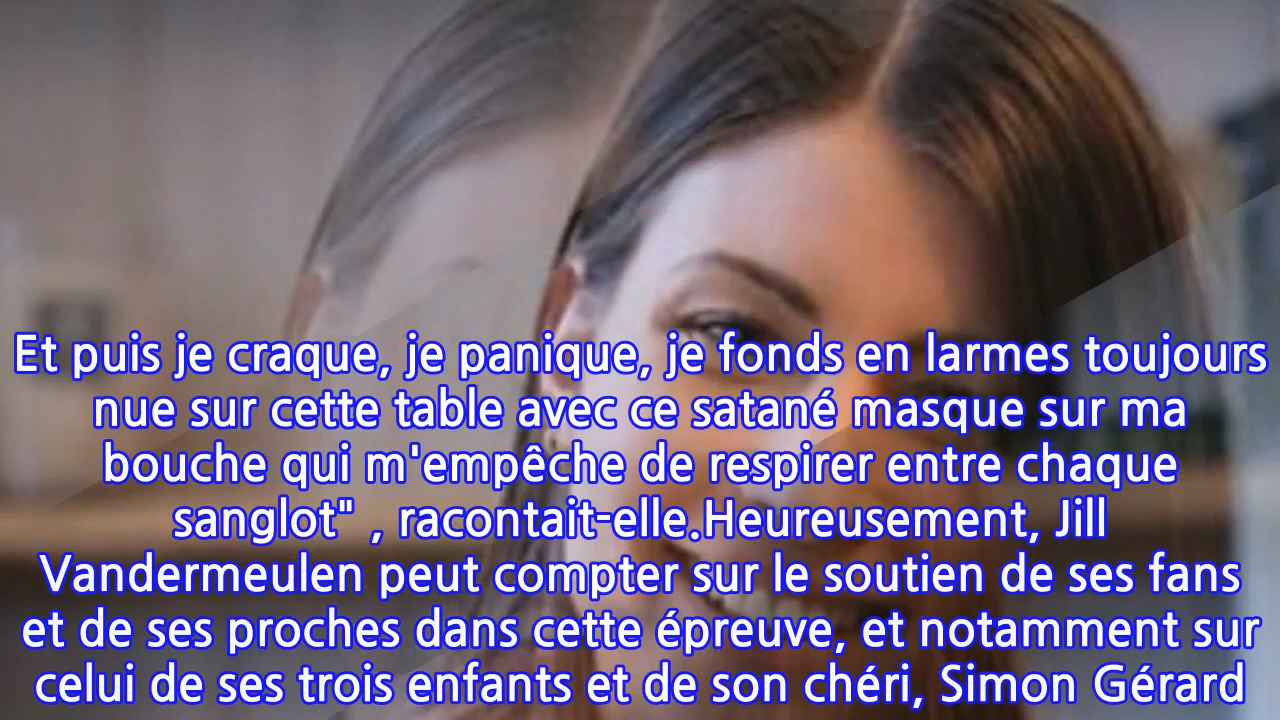 Et puis je craque, je panique, je fonds en larmes toujours
nue sur cette table avec ce satané masque sur ma
bouche qui m'empêche de respirer entre chaque
sanglot" , racontait-elle.Heureusement, Jill
Vandermeulen peut compter sur le soutien de ses fans
et de ses proches dans cette épreuve, et notamment sur
celui de ses trois enfants et de son chéri, Simon Gérard